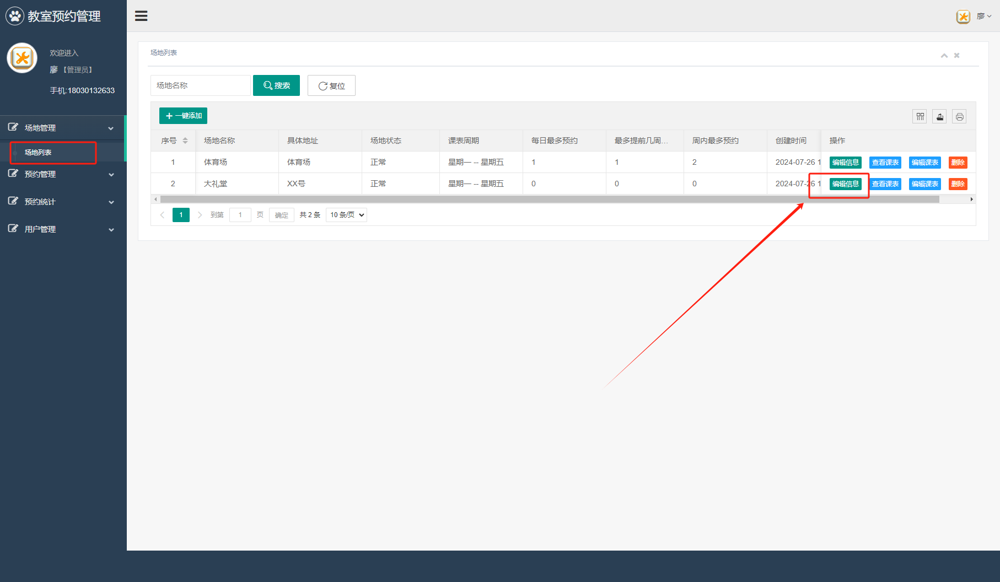 教室预约管理
廖
欢迎进入
廖 【管理员】
手机:18030132633
场地管理
场地列表
预约管理
预约统计
用户管理
场地列表
场地名称 搜索 复位
一键添加
序号 场地名称 具体地址 场地状态 课表周期 每日最多预约 最多提前几周... 周内最多预约 创建时间 操作
1 体育场 体育场 正常 星期一 -- 星期五 1 1 2 2024-07-26 1 编辑信息 查看课表 编辑课表 删除
2 大礼堂 XX号 正常 星期一 -- 星期五 0 0 0 2024-07-26 1 编辑信息 查看课表 编辑课表 删除
1 到第 1 页 确定 共 2 条 10 条/页